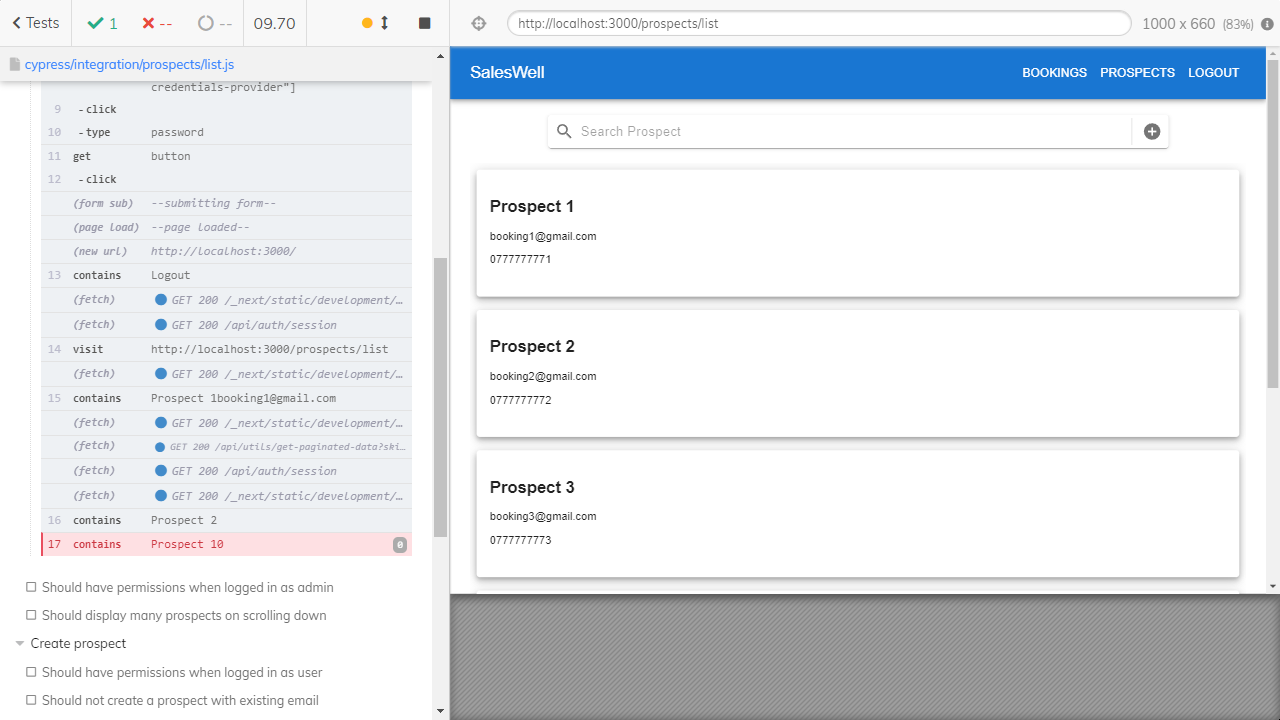 Tests
1
--
--
09.70
http://localhost:3000/prospects/list
1000 x 660 (83%)
cypress/integration/prospects/list.js
credentials-provider"]
9 -click
10 -type password
11 get button
12 -click
(form sub) --submitting form--
(page load) --page loaded--
(new url) http://localhost:3000/
13 contains Logout
(fetch) GET 200 /_next/static/development/…
(fetch) GET 200 /api/auth/session
14 visit http://localhost:3000/prospects/list
(fetch) GET 200 /_next/static/development/…
15 contains Prospect 1booking1@gmail.com
(fetch) GET 200 /_next/static/development/…
(fetch) GET 200 /api/utils/get-paginated-data?ski…
(fetch) GET 200 /api/auth/session
(fetch) GET 200 /_next/static/development/…
16 contains Prospect 2
17 contains Prospect 10 0
Should have permissions when logged in as admin
Should display many prospects on scrolling down
Create prospect
Should have permissions when logged in as user
Should not create a prospect with existing email
SalesWell
BOOKINGS PROSPECTS LOGOUT
Search Prospect
Prospect 1
booking1@gmail.com
0777777771
Prospect 2
booking2@gmail.com
0777777772
Prospect 3
booking3@gmail.com
0777777773